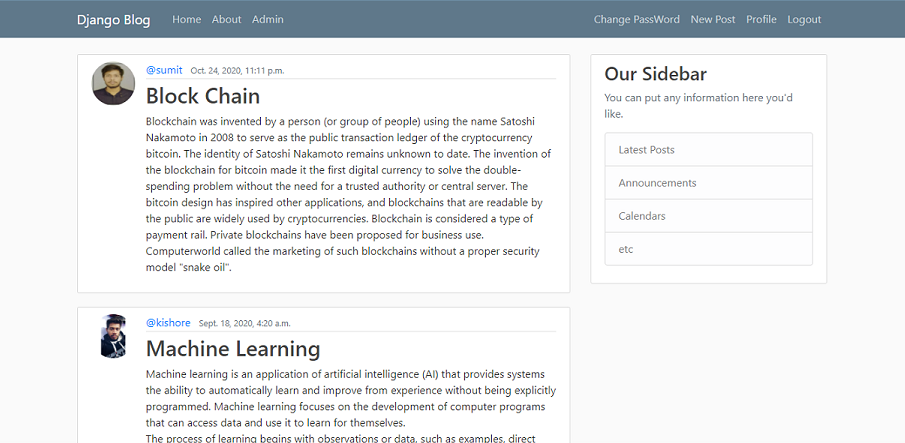 Django Blog Home About Admin Change PassWord New Post Profile Logout
@sumit Oct. 24, 2020, 11:11 p.m.
Block Chain
Blockchain was invented by a person (or group of people) using the name Satoshi
Nakamoto in 2008 to serve as the public transaction ledger of the cryptocurrency
bitcoin. The identity of Satoshi Nakamoto remains unknown to date. The invention of
the blockchain for bitcoin made it the first digital currency to solve the double-
spending problem without the need for a trusted authority or central server. The
bitcoin design has inspired other applications, and blockchains that are readable by
the public are widely used by cryptocurrencies. Blockchain is considered a type of
payment rail. Private blockchains have been proposed for business use.
Computerworld called the marketing of such blockchains without a proper security
model "snake oil".
@kishore Sept. 18, 2020, 4:20 a.m.
Machine Learning
Machine learning is an application of artificial intelligence (AI) that provides systems
the ability to automatically learn and improve from experience without being explicitly
programmed. Machine learning focuses on the development of computer programs
that can access data and use it to learn for themselves.
The process of learning begins with observations or data, such as examples, direct
Our Sidebar
You can put any information here you'd
like.
Latest Posts
Announcements
Calendars
etc